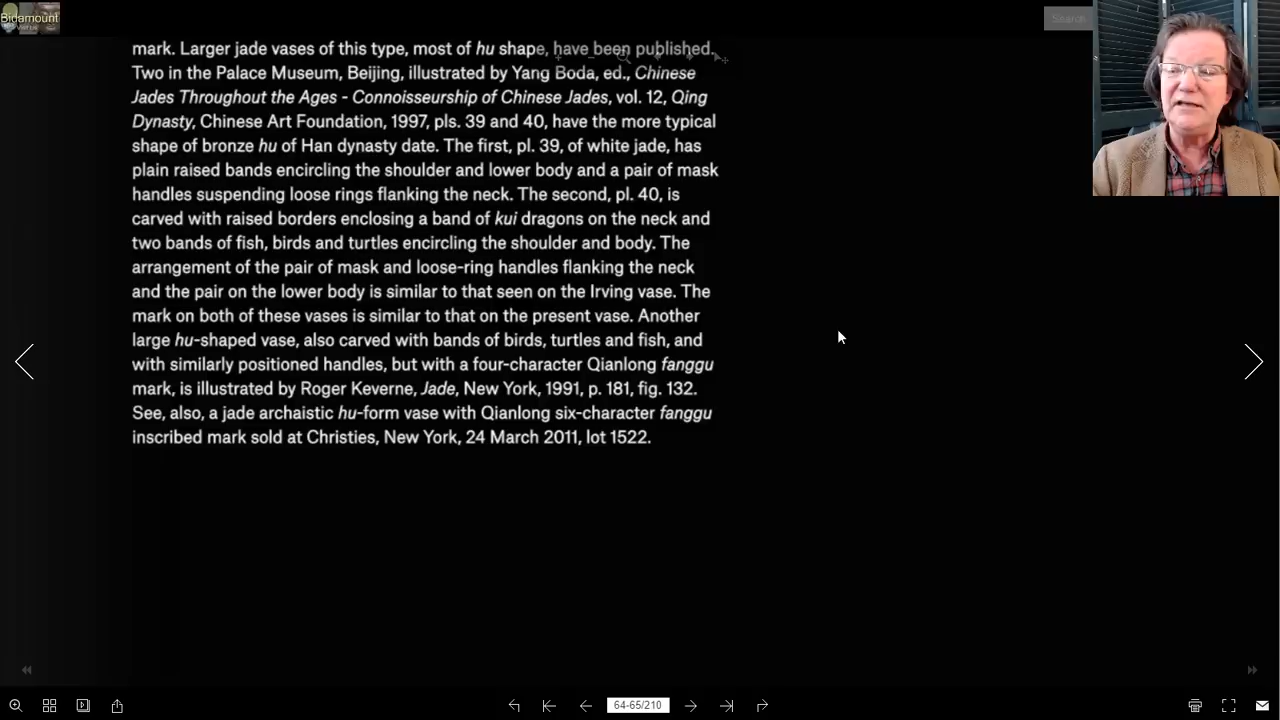 Bidamount
Search
mark. Larger jade vases of this type, most of hu shape, have been published.
Two in the Palace Museum, Beijing, illustrated by Yang Boda, ed., Chinese
Jades Throughout the Ages - Connoisseurship of Chinese Jades, vol. 12, Qing
Dynasty, Chinese Art Foundation, 1997, pls. 39 and 40, have the more typical
shape of bronze hu of Han dynasty date. The first, pl. 39, of white jade, has
plain raised bands encircling the shoulder and lower body and a pair of mask
handles suspending loose rings flanking the neck. The second, pl. 40, is
carved with raised borders enclosing a band of kui dragons on the neck and
two bands of fish, birds and turtles encircling the shoulder and body. The
arrangement of the pair of mask and loose-ring handles flanking the neck
and the pair on the lower body is similar to that seen on the Irving vase. The
mark on both of these vases is similar to that on the present vase. Another
large hu-shaped vase, also carved with bands of birds, turtles and fish, and
with similarly positioned handles, but with a four-character Qianlong fanggu
mark, is illustrated by Roger Keverne, Jade, New York, 1991, p. 181, fig. 132.
See, also, a jade archaistic hu-form vase with Qianlong six-character fanggu
inscribed mark sold at Christies, New York, 24 March 2011, lot 1522.
64-65/210